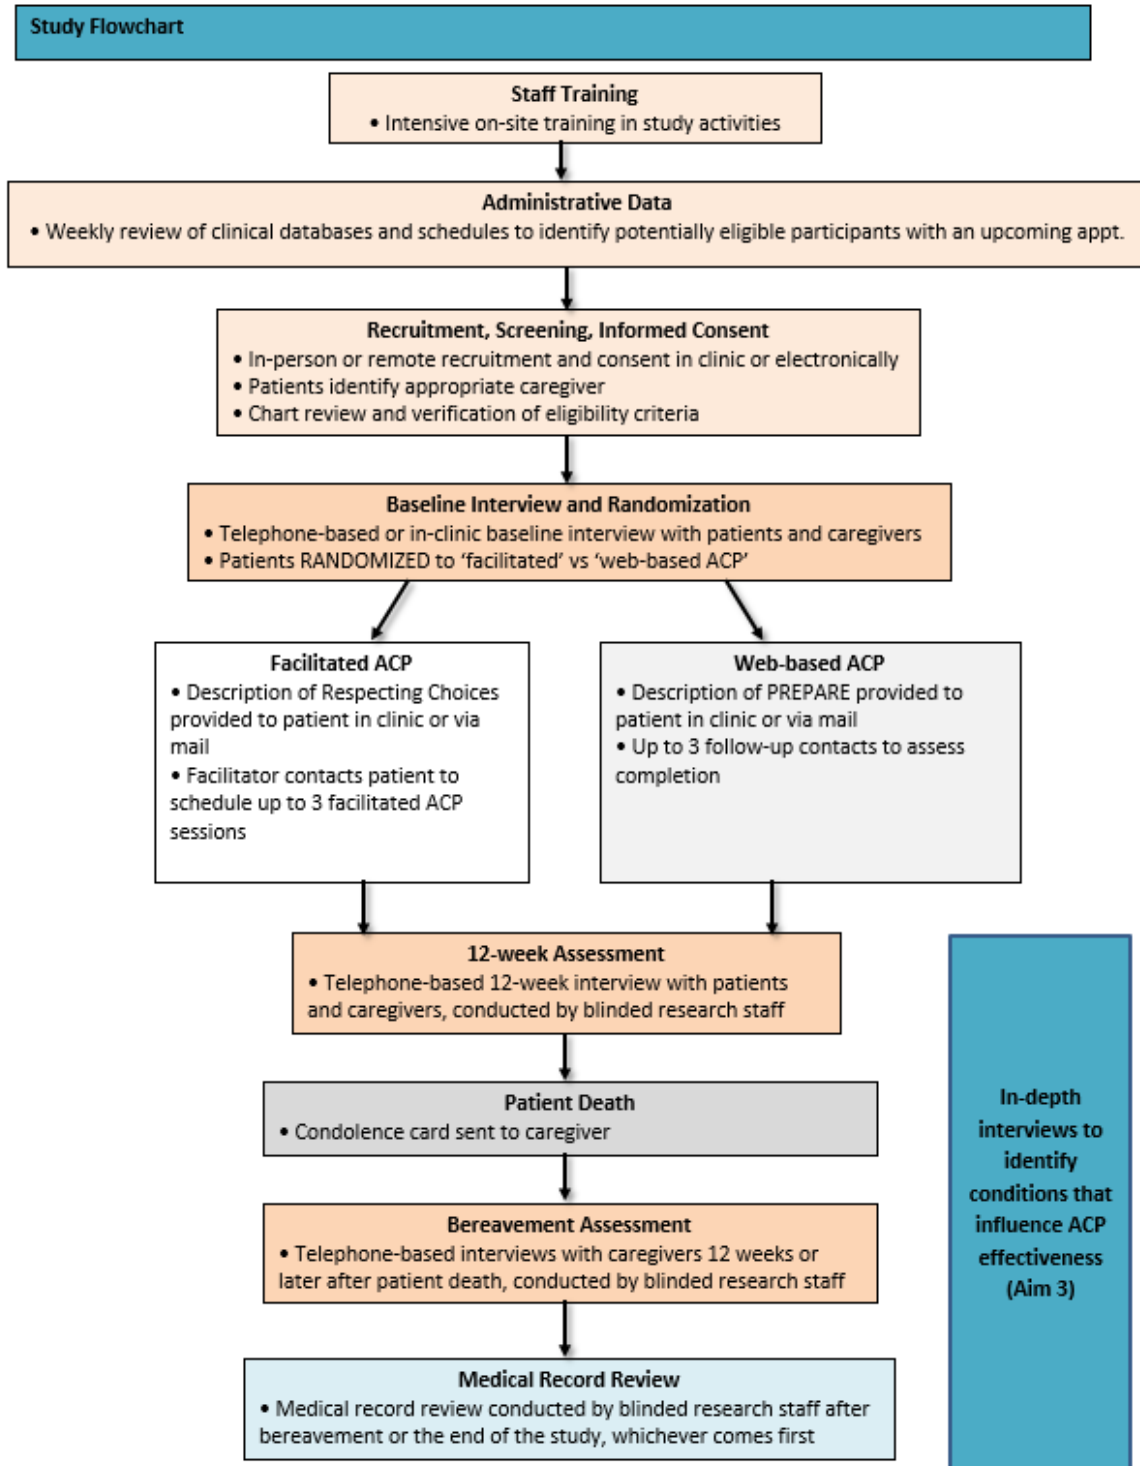 Study Flowchart
Staff Training
• Intensive on-site training in study activities
Administrative Data
• Weekly review of clinical databases and schedules to identify potentially eligible participants with an upcoming appt.
Recruitment, Screening, Informed Consent
• In-person or remote recruitment and consent in clinic or electronically
• Patients identify appropriate caregiver
• Chart review and verification of eligibility criteria
Baseline Interview and Randomization
• Telephone-based or in-clinic baseline interview with patients and caregivers
• Patients RANDOMIZED to ‘facilitated’ vs ‘web-based ACP’
Facilitated ACP
• Description of Respecting Choices
provided to patient in clinic or via
mail
• Facilitator contacts patient to
schedule up to 3 facilitated ACP
sessions
Web-based ACP
• Description of PREPARE provided to
patient in clinic or via mail
• Up to 3 follow-up contacts to assess
completion
12-week Assessment
• Telephone-based 12-week interview with patients
and caregivers, conducted by blinded research staff
Patient Death
• Condolence card sent to caregiver
Bereavement Assessment
• Telephone-based interviews with caregivers 12 weeks or
later after patient death, conducted by blinded research staff
Medical Record Review
• Medical record review conducted by blinded research staff after
bereavement or the end of the study, whichever comes first
In-depth
interviews to
identify
conditions that
influence ACP
effectiveness
(Aim 3)